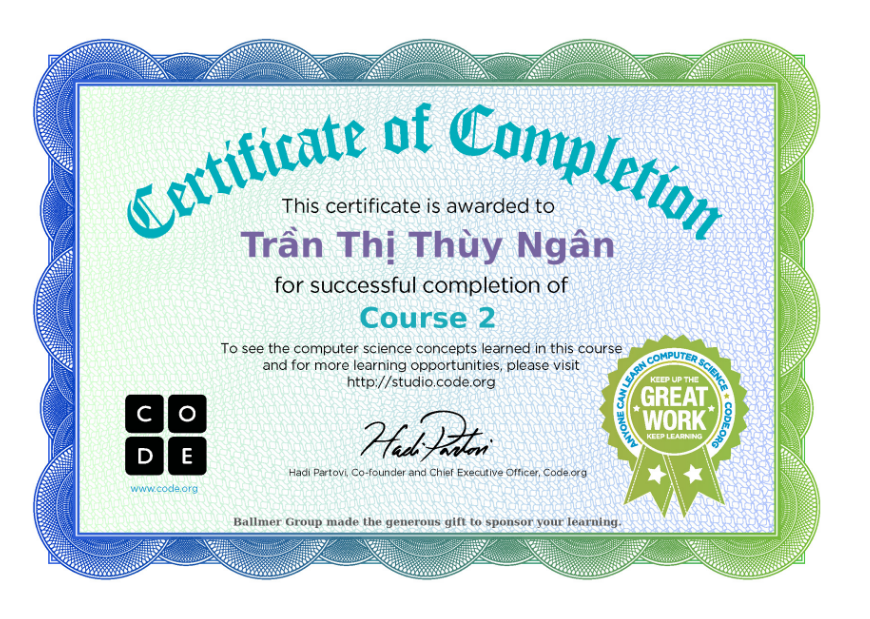 Certificate of Completion
This certificate is awarded to
Trần Thị Thùy Ngân
for successful completion of
Course 2
To see the computer science concepts learned in this course
and for more learning opportunities, please visit
http://studio.code.org
C O
D E
www.code.org
Hadi Partovi
Hadi Partovi, Co-founder and Chief Executive Officer, Code.org
ANYONE CAN LEARN COMPUTER SCIENCE • CODE.ORG
KEEP UP THE
GREAT
WORK
KEEP LEARNING
Ballmer Group made the generous gift to sponsor your learning.